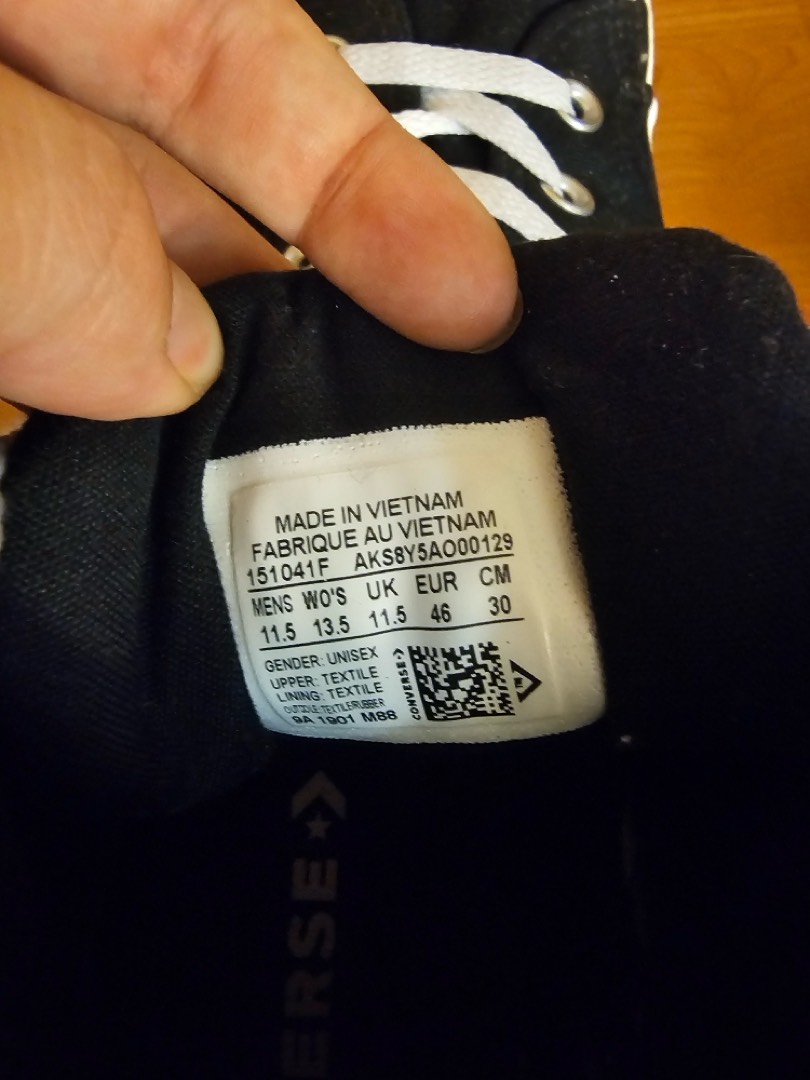 MADE IN VIETNAM
FABRIQUE AU VIETNAM
151041F AKS8Y5AO00129
MENS WO'S UK EUR CM
11.5 13.5 11.5 46 30
GENDER: UNISEX
UPPER: TEXTILE
LINING: TEXTILE
OUTSOLE:TEXTILE/RUBBER
9A 1901 M88
CONVERSE
ERSE